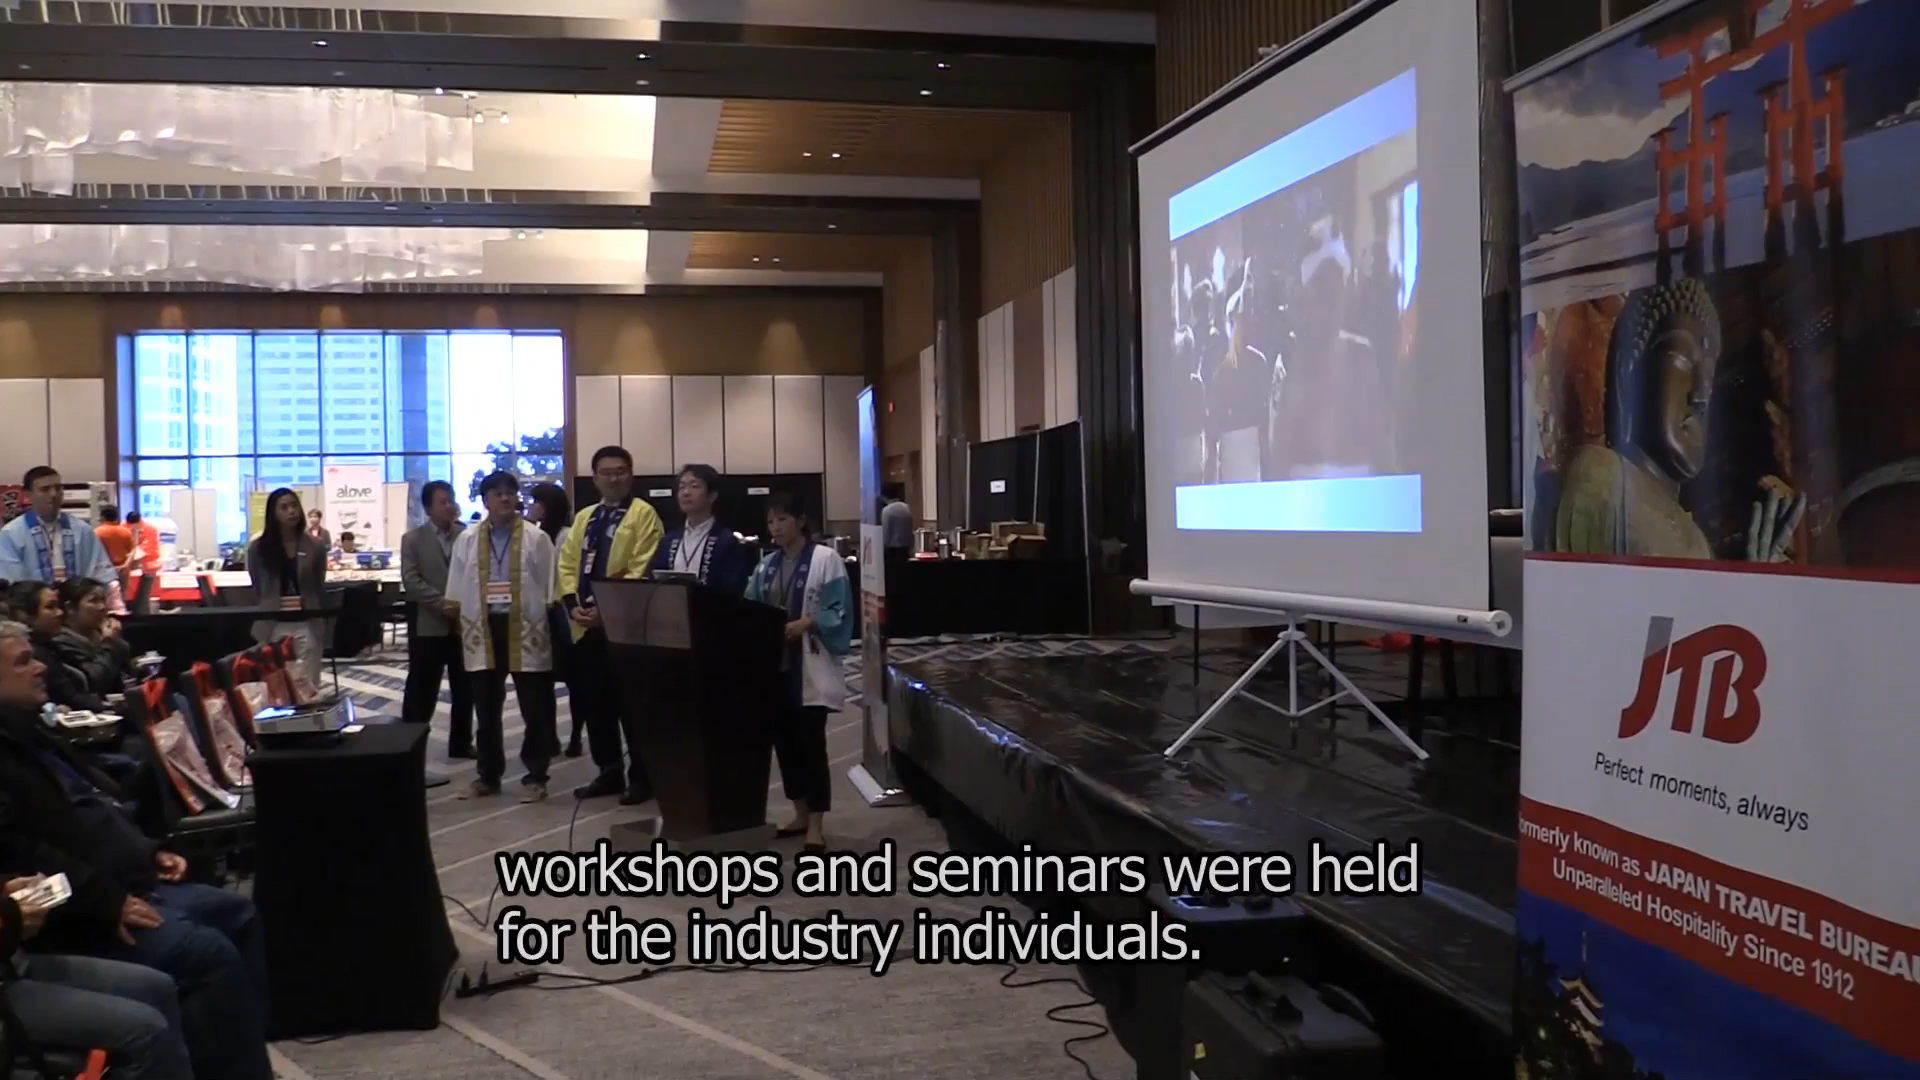 alove
JTB
Perfect moments, always
ormerly known as JAPAN TRAVEL BUREAU
Unparalleled Hospitality Since 1912
workshops and seminars were held
for the industry individuals.